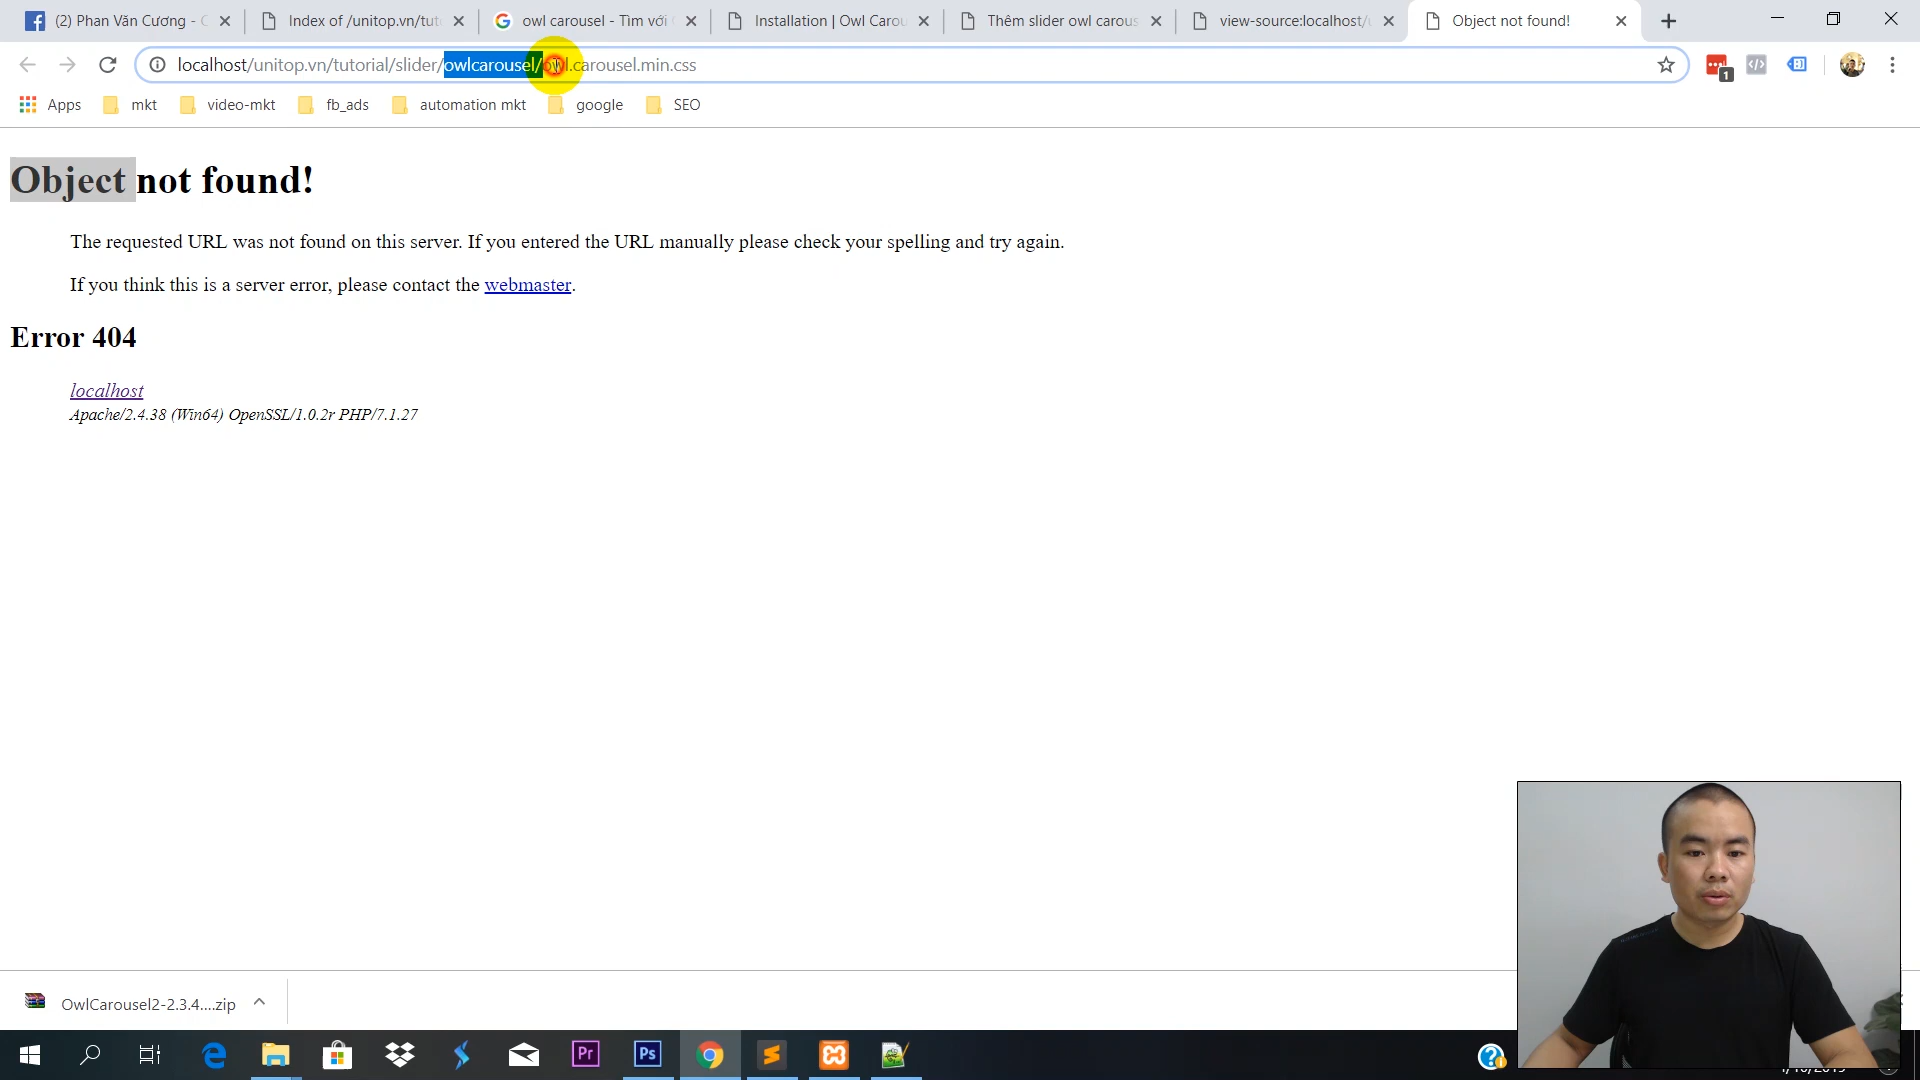 (2) Phan Văn Cương - C
Index of /unitop.vn/tuto
owl carousel - Tìm với
Installation | Owl Carou
Thêm slider owl carous
view-source:localhost/
Object not found!
localhost/unitop.vn/tutorial/slider/owlcarousel/owl.carousel.min.css
1
Apps
mkt
video-mkt
fb_ads
automation mkt
google
SEO
Object not found!
The requested URL was not found on this server. If you entered the URL manually please check your spelling and try again.
If you think this is a server error, please contact the webmaster.
Error 404
localhost
Apache/2.4.38 (Win64) OpenSSL/1.0.2r PHP/7.1.27
OwlCarousel2-2.3.4....zip
Pr
Ps